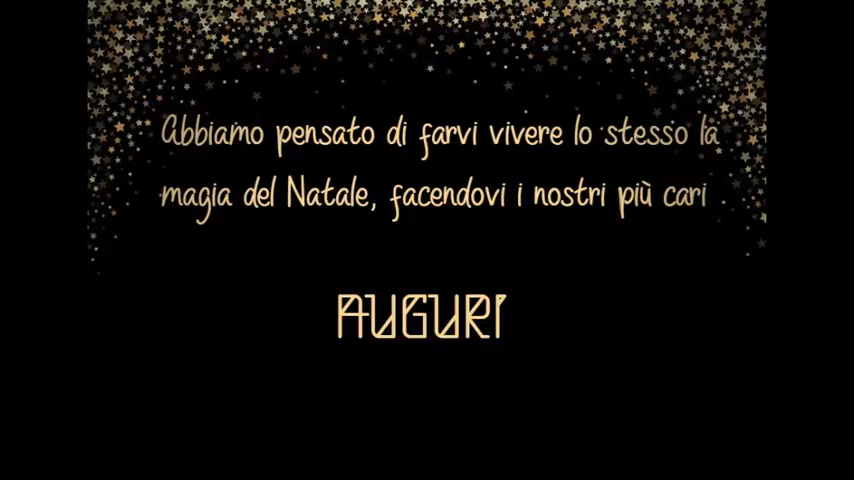 Abbiamo pensato di farvi vivere lo stesso la
magia del Natale, facendovi i nostri più cari
AUGURI